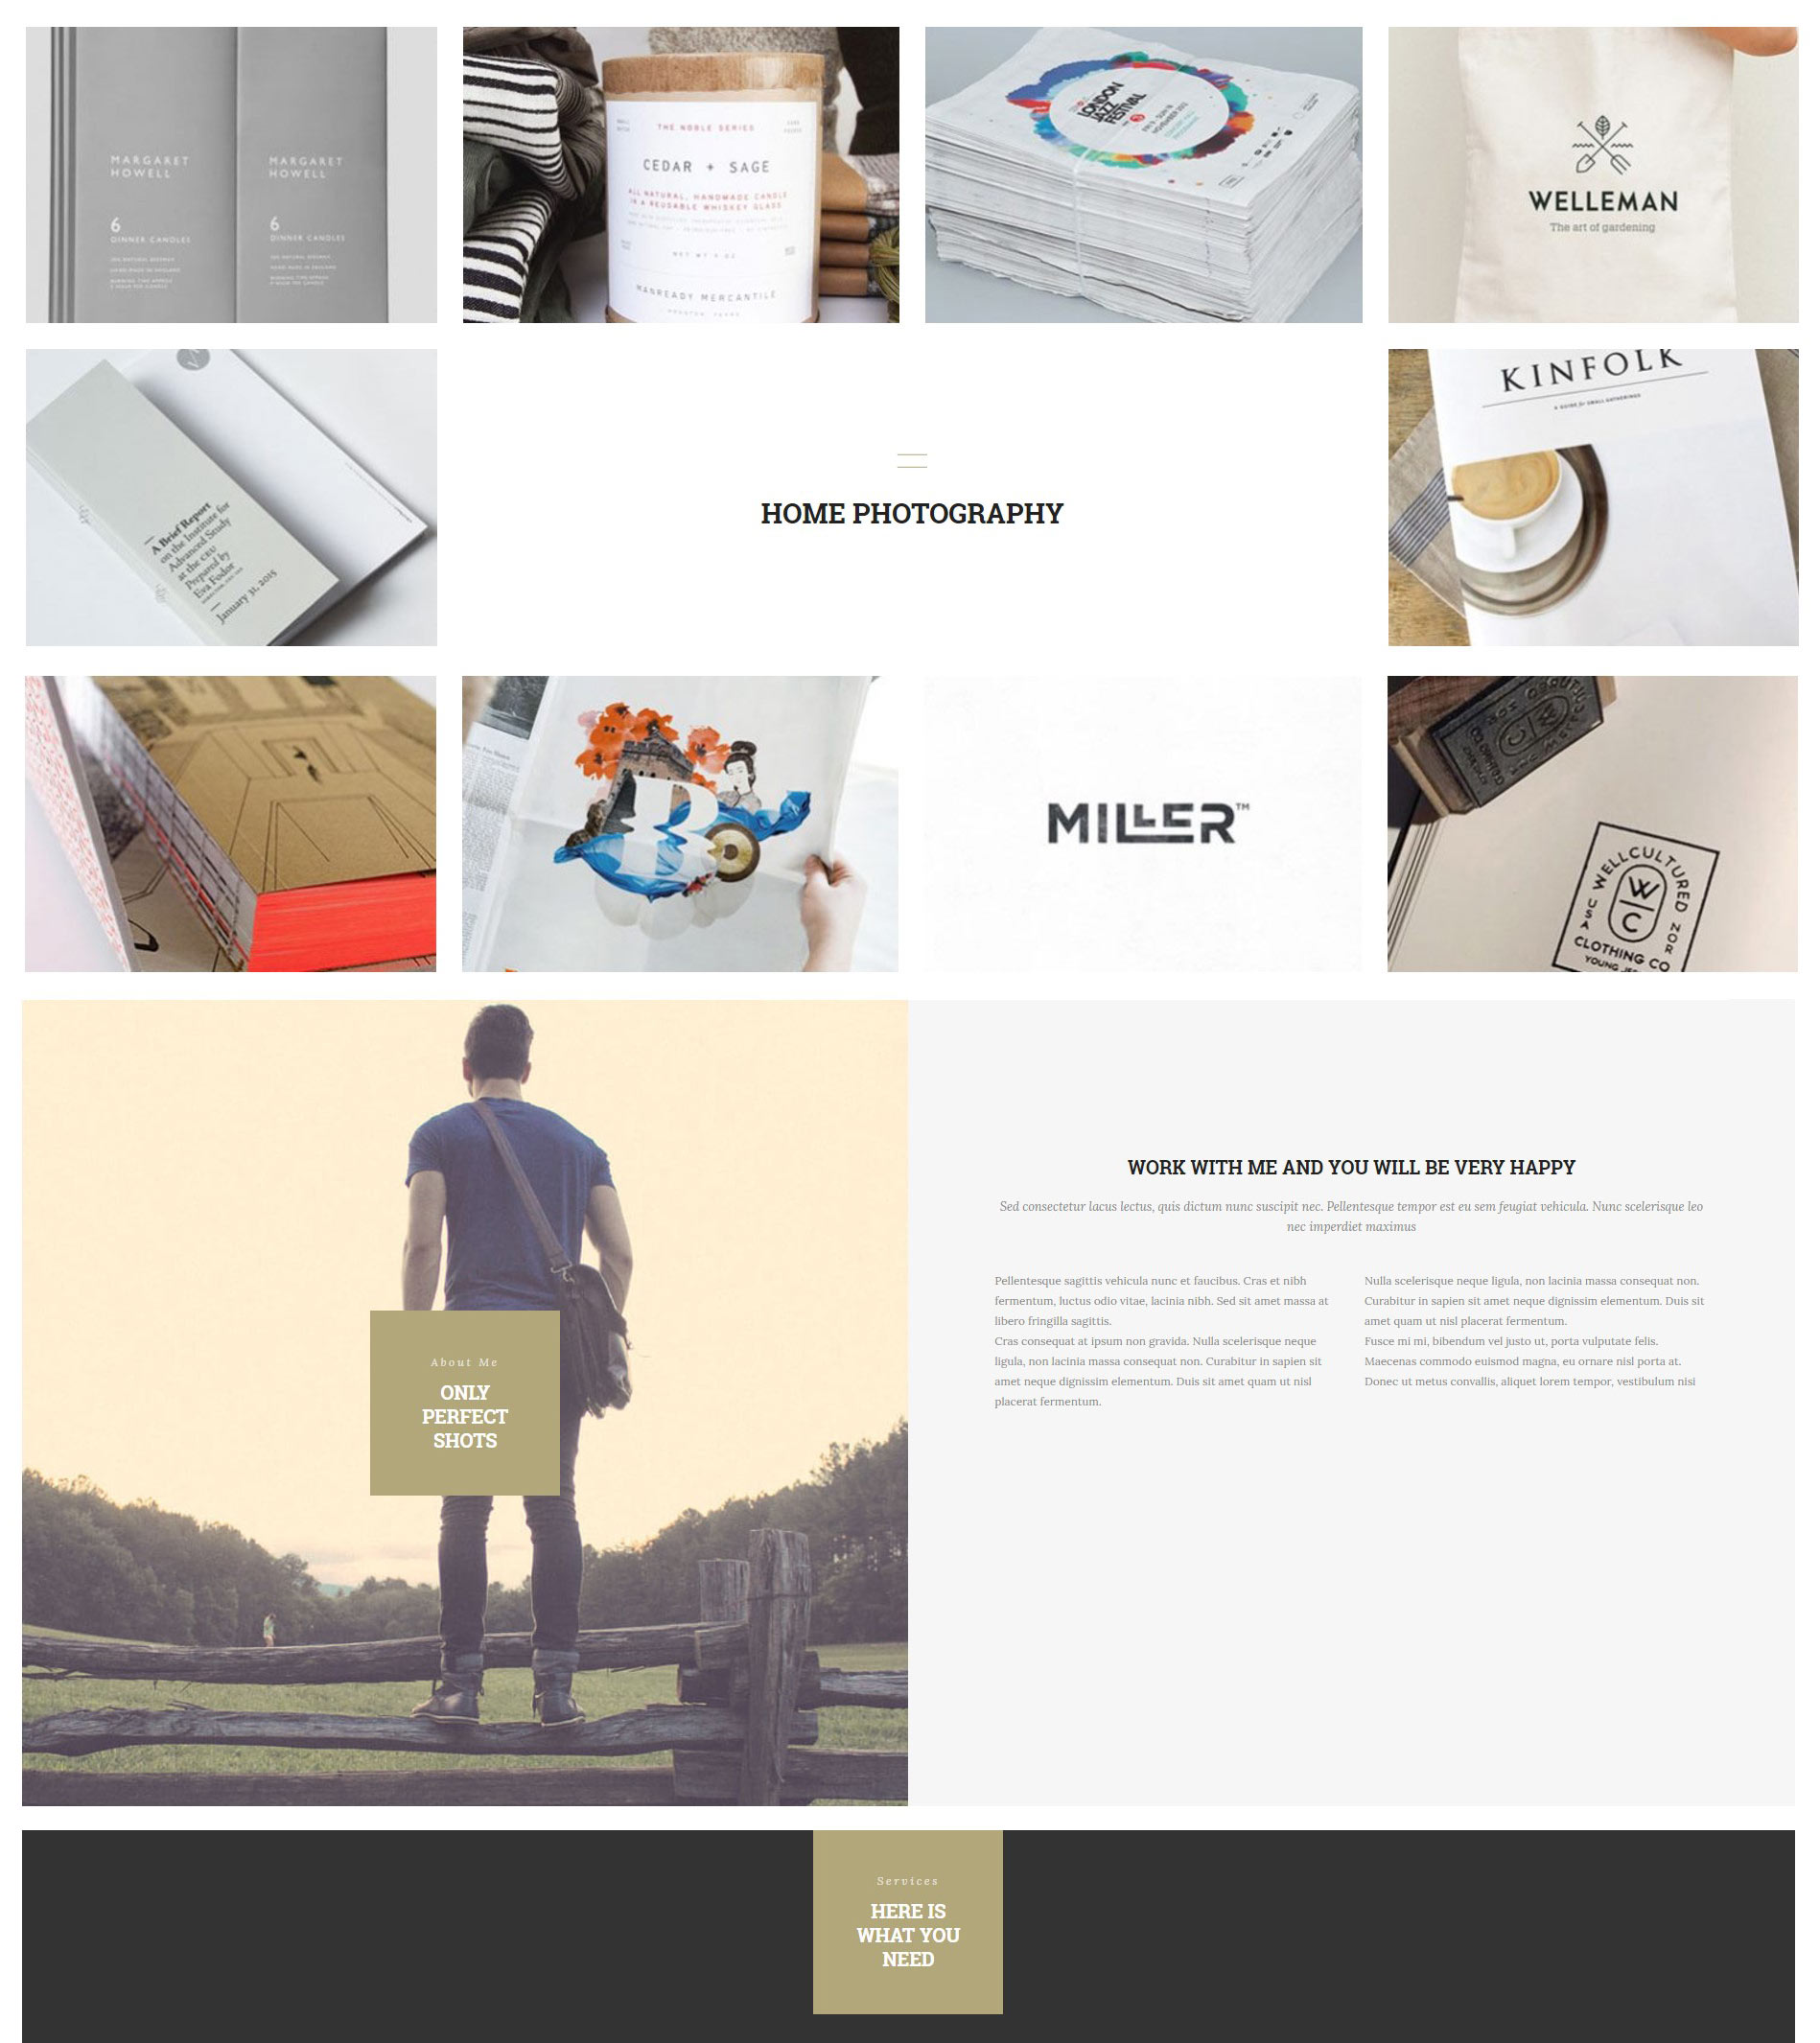 MARGARET
HOWELL
6
DINNER CANDLES
MARGARET
HOWELL
6
DINNER CANDLES
THE NOBLE SERIES
CEDAR + SAGE
ALL NATURAL, HANDMADE CANDLE
IN A REUSABLE WHISKEY GLASS
NET WT 9 OZ
MANREADY MERCANTILE
LONDON
JAZZ
FESTIVAL
WELLEMAN
The art of gardening
A Brief Report
on the Institute for
Advanced Study
at the CEU
Prepared by
Eva Fodor
January 31, 2015
HOME PHOTOGRAPHY
KINFOLK
A GUIDE for SMALL GATHERINGS
B
MILLER™
WELLCULTURED
USA
W
C
NOR
CLOTHING CO
YOUNG
WORK WITH ME AND YOU WILL BE VERY HAPPY
Sed consectetur lacus lectus, quis dictum nunc suscipit nec. Pellentesque tempor est eu sem feugiat vehicula. Nunc scelerisque leo
nec imperdiet maximus
Pellentesque sagittis vehicula nunc et faucibus. Cras et nibh
fermentum, luctus odio vitae, lacinia nibh. Sed sit amet massa at
libero fringilla sagittis.
Cras consequat at ipsum non gravida. Nulla scelerisque neque
ligula, non lacinia massa consequat non. Curabitur in sapien sit
amet neque dignissim elementum. Duis sit amet quam ut nisl
placerat fermentum.
Nulla scelerisque neque ligula, non lacinia massa consequat non.
Curabitur in sapien sit amet neque dignissim elementum. Duis sit
amet quam ut nisl placerat fermentum.
Fusce mi mi, bibendum vel justo ut, porta vulputate felis.
Maecenas commodo euismod magna, eu ornare nisl porta at.
Donec ut metus convallis, aliquet lorem tempor, vestibulum nisi
About Me
ONLY
PERFECT
SHOTS
Services
HERE IS
WHAT YOU
NEED